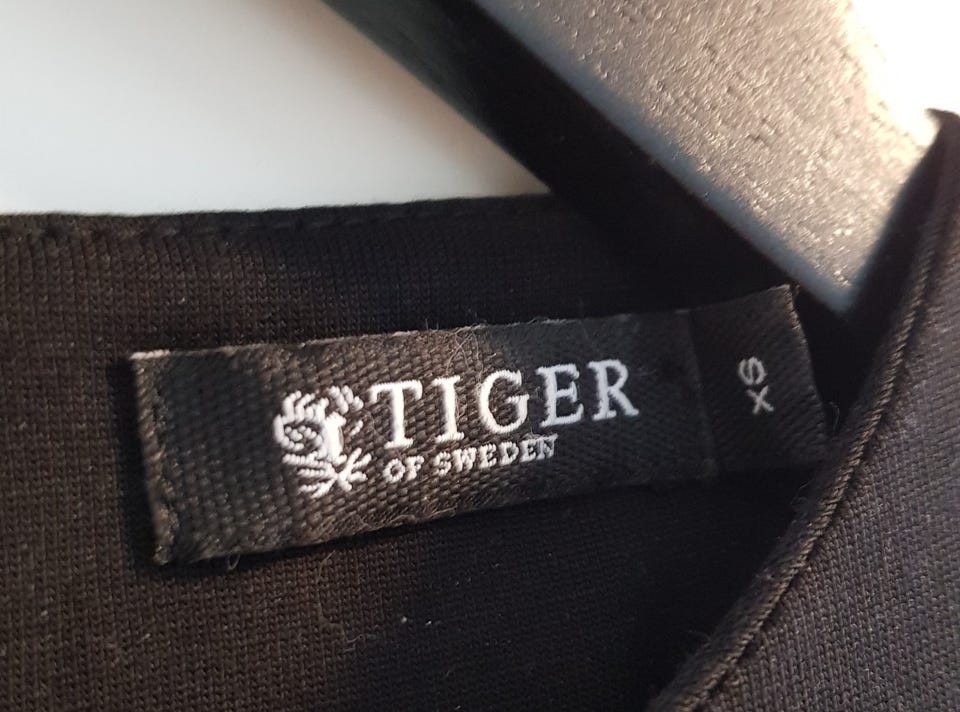 TIGER
OF SWEDEN
XS